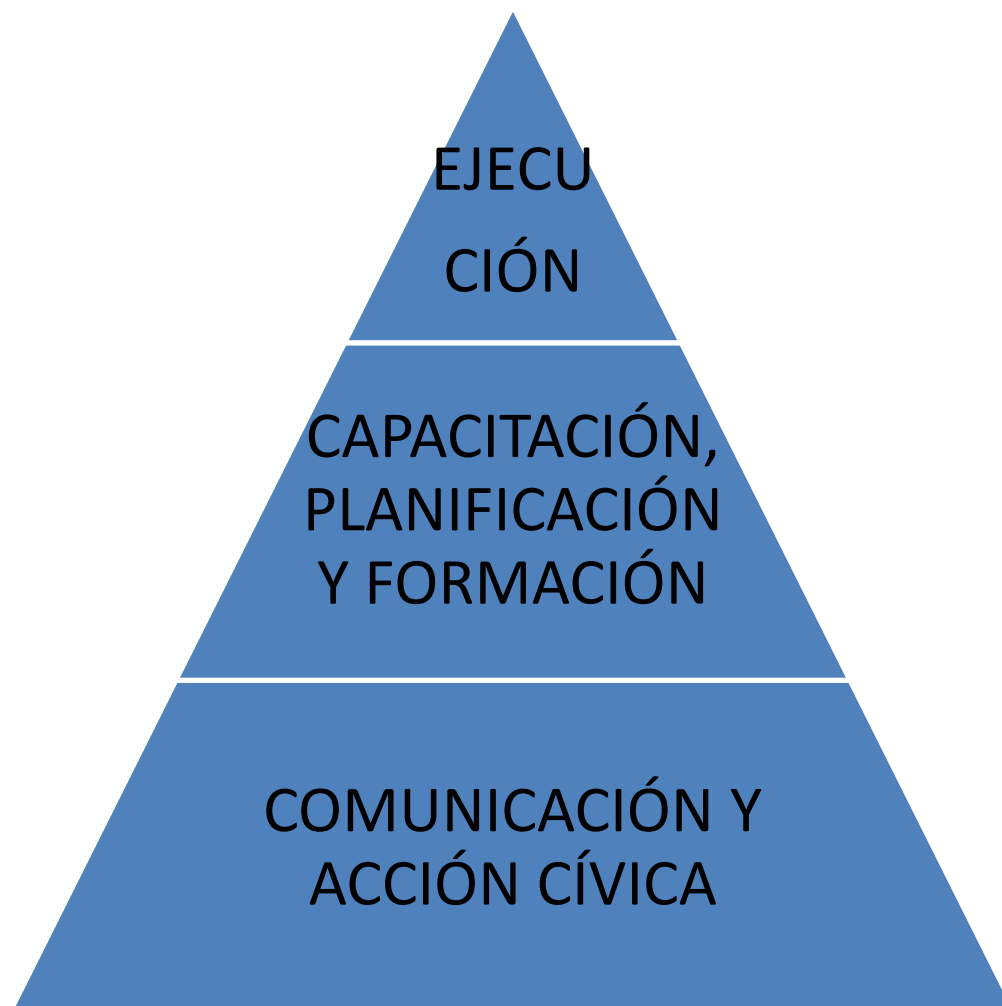 EJECU
CIÓN
CAPACITACIÓN,
PLANIFICACIÓN
Y FORMACIÓN
COMUNICACIÓN Y
ACCIÓN CÍVICA